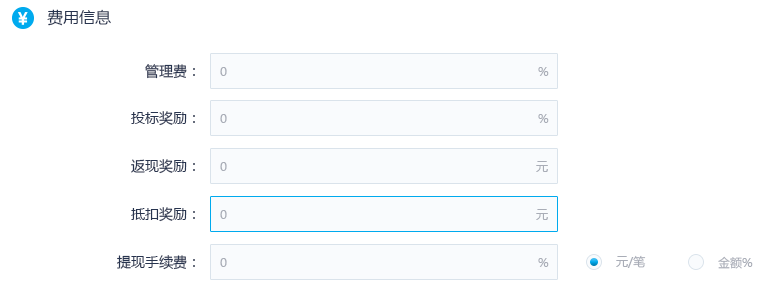 ¥ 费用信息
管理费： 0 %
投标奖励： 0 %
返现奖励： 0 元
抵扣奖励： 0 元
提现手续费： 0 % 元/笔 金额%